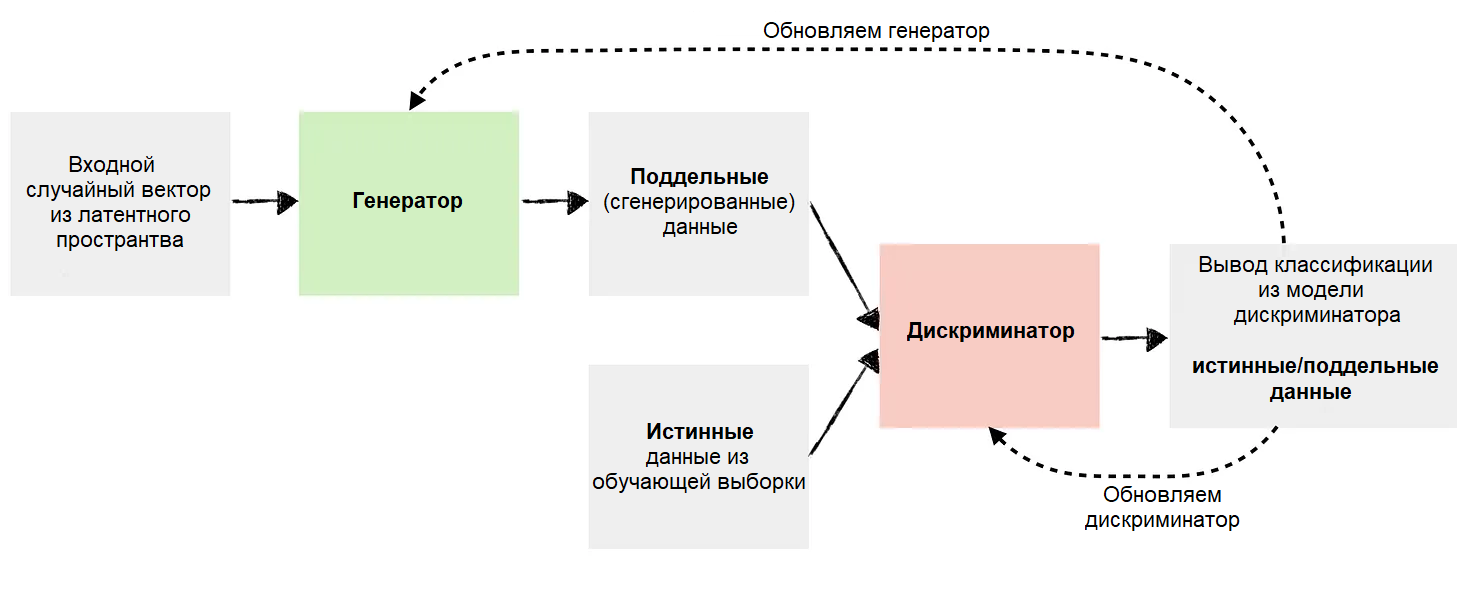 Обновляем генератор
Входной
случайный вектор
из латентного
пространтва
Генератор
Поддельные
(сгенерированные)
данные
Дискриминатор
Вывод классификации
из модели
дискриминатора
истинные/поддельные
данные
Истинные
данные из
обучающей выборки
Обновляем
дискриминатор